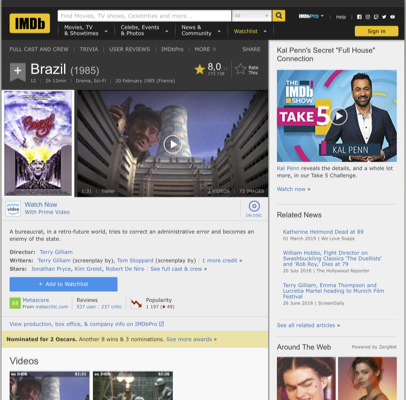 IMDb
Find Movies, TV shows, Celebrities and more...
All
IMDbPro
Help
Movies, TV
& Showtimes
Celebs, Events
& Photos
News &
Community
Watchlist
Sign in
FULL CAST AND CREW | TRIVIA | USER REVIEWS | IMDbPro | MORE
SHARE
Brazil (1985)
8,0
Rate
This
12 | 2h 12min | Drama, Sci-Fi | 20 February 1985 (France)
1:31 | Trailer
2 VIDEOS | 73 IMAGES
prime
video
Watch Now
With Prime Video
ON DISC
A bureaucrat, in a retro-future world, tries to correct administrative error and becomes an
enemy of the state.
Director: Terry Gilliam
Writers: Terry Gilliam (screenplay by), Tom Stoppard (screenplay by) | 1 more credit »
Stars: Jonathan Pryce, Kim Greist, Robert De Niro | See full cast & crew »
+ Add to Watchlist
Metascore
From metacritic.com
Reviews
537 user | 237 critic
Popularity
1 197
View production, box office, & company info on IMDbPro
Nominated for 2 Oscars. Another 8 wins & 3 nominations. See more awards »
Videos
Kal Penn's Secret "Full House"
Connection
THE
IMDb
SHOW
TAKE 5
KAL PENN
Kal Penn reveals the details, and a whole lot
more, in our Take 5 Challenge.
Watch now »
Related News
Katherine Helmond Dead at 89
01 March 2019 | We Love Soaps
William Hobbs, Fight Director on
Swashbuckling Classics 'The Duellists'
and 'Rob Roy,' Dies at 79
20 July 2018 | The Hollywood Reporter
Terry Gilliam, Emma Thompson and
Lucretia Martel heading to Munich Film
Festival
26 June 2018 | ScreenDaily
See all related articles »
Around The Web
Powered by ZergNet